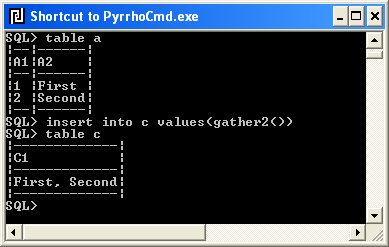 Shortcut to PyrrhoCmd.exe
SQL> table a
|--|------|
|A1|A2    |
|--|------|
|1 |First |
|2 |Second|
|--|------|
SQL> insert into c values(gather2())
SQL> table c
|-------------|
|C1           |
|-------------|
|First, Second|
|-------------|
SQL>